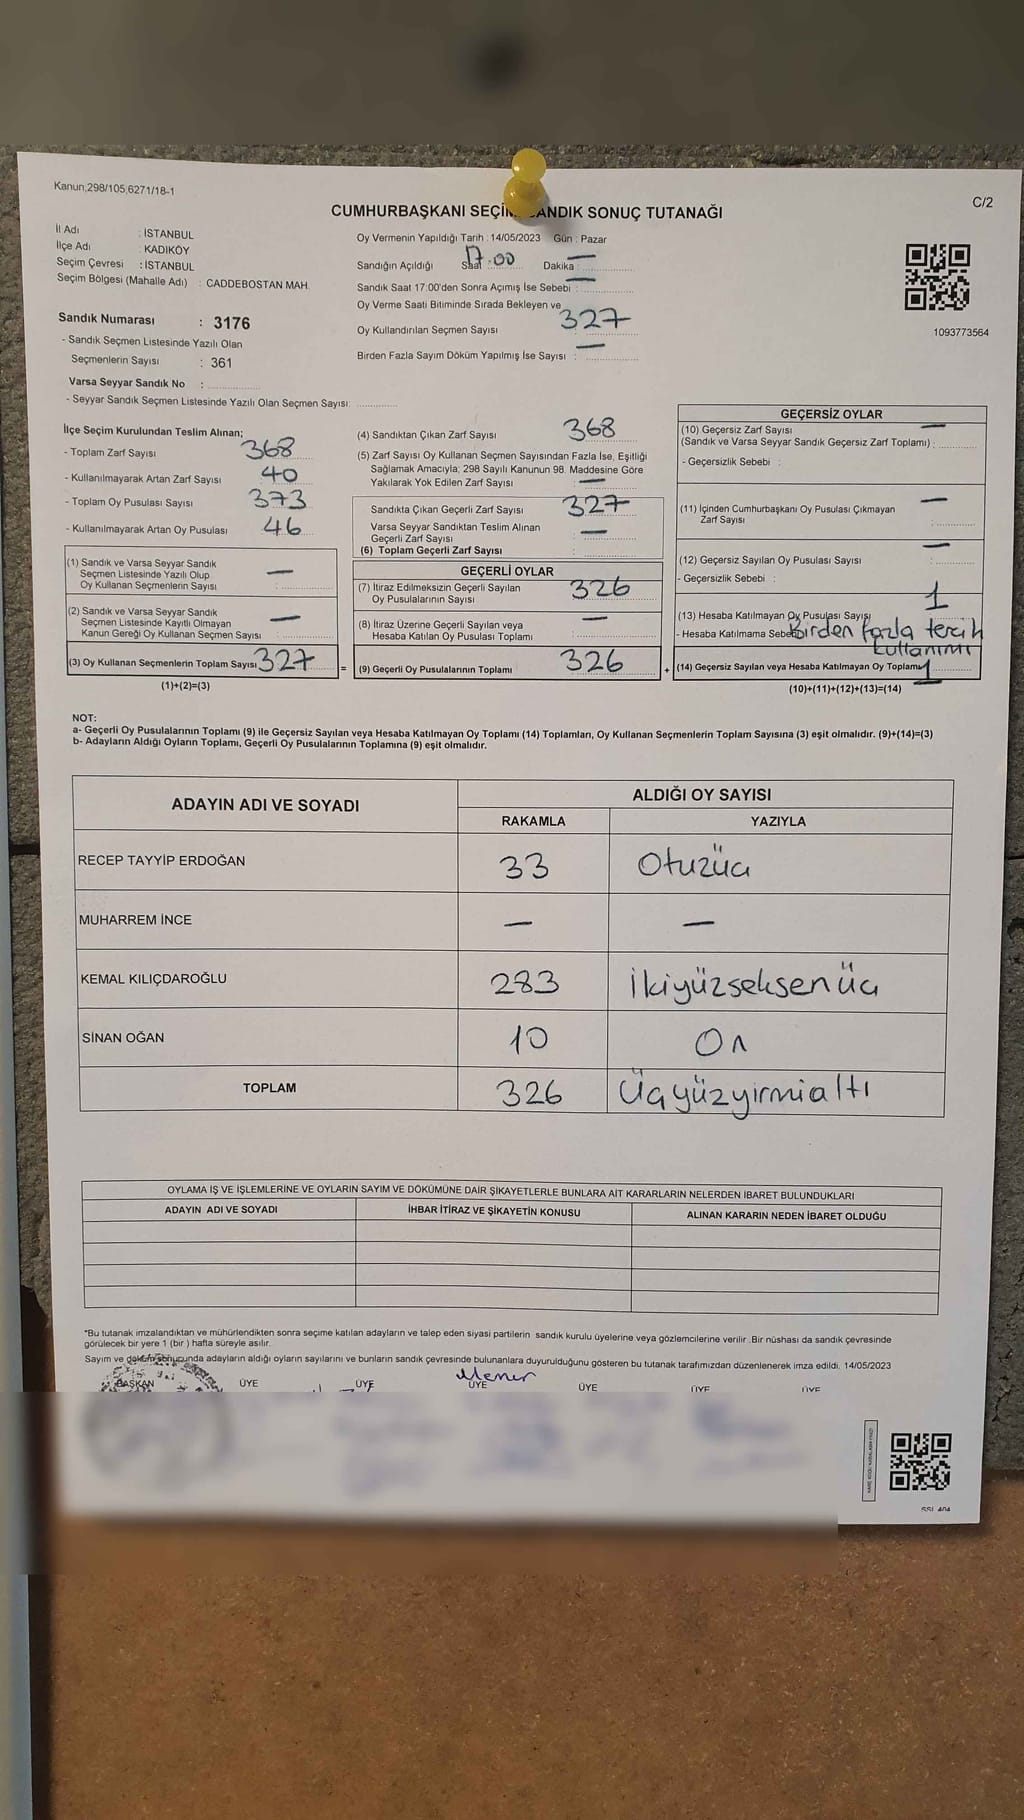 Kanun;298/105;6271/18-1
C/2
CUMHURBAŞKANI SEÇİM SANDIK SONUÇ TUTANAĞI
İl Adı : İSTANBUL
İlçe Adı : KADIKÖY
Seçim Çevresi : İSTANBUL
Seçim Bölgesi (Mahalle Adı) : CADDEBOSTAN MAH.
Sandık Numarası : 3176
- Sandık Seçmen Listesinde Yazılı Olan
Seçmenlerin Sayısı : 361
Varsa Seyyar Sandık No :
- Seyyar Sandık Seçmen Listesinde Yazılı Olan Seçmen Sayısı:
Oy Vermenin Yapıldığı Tarih : 14/05/2023 Gün : Pazar
Sandığın Açıldığı Saat 17.00 Dakika : —
Sandık Saat 17:00'den Sonra Açımış İse Sebebi : —
Oy Verme Saati Bitiminde Sırada Bekleyen ve
Oy Kullandırılan Seçmen Sayısı : 327
Birden Fazla Sayım Döküm Yapılmış İse Sayısı : —
1093773564
İlçe Seçim Kurulundan Teslim Alınan;
- Toplam Zarf Sayısı 368
- Kullanılmayarak Artan Zarf Sayısı 40
- Toplam Oy Pusulası Sayısı 373
- Kullanılmayarak Artan Oy Pusulası 46
(1) Sandık ve Varsa Seyyar Sandık
Seçmen Listesinde Yazılı Olup
Oy Kullanan Seçmenlerin Sayısı : —
(2) Sandık ve Varsa Seyyar Sandık
Seçmen Listesinde Kayıtlı Olmayan
Kanun Gereği Oy Kullanan Seçmen Sayısı : —
(3) Oy Kullanan Seçmenlerin Toplam Sayısı 327
(1)+(2)=(3)
(4) Sandıktan Çıkan Zarf Sayısı 368
(5) Zarf Sayısı Oy Kullanan Seçmen Sayısından Fazla İse, Eşitliği
Sağlamak Amacıyla; 298 Sayılı Kanunun 98. Maddesine Göre
Yakılarak Yok Edilen Zarf Sayısı —
Sandıkta Çıkan Geçerli Zarf Sayısı 327
Varsa Seyyar Sandıktan Teslim Alınan
Geçerli Zarf Sayısı : —
(6) Toplam Geçerli Zarf Sayısı :
GEÇERLİ OYLAR
(7) İtiraz Edilmeksizin Geçerli Sayılan
Oy Pusulalarının Sayısı 326
(8) İtiraz Üzerine Geçerli Sayılan veya
Hesaba Katılan Oy Pusulası Toplamı : —
= (9) Geçerli Oy Pusulalarının Toplamı 326 +
GEÇERSİZ OYLAR
(10) Geçersiz Zarf Sayısı —
(Sandık ve Varsa Seyyar Sandık Geçersiz Zarf Toplamı) :
- Geçersizlik Sebebi :
(11) İçinden Cumhurbaşkanı Oy Pusulası Çıkmayan —
Zarf Sayısı :
(12) Geçersiz Sayılan Oy Pusulası Sayısı : —
- Geçersizlik Sebebi :
(13) Hesaba Katılmayan Oy Pusulası Sayısı 1
- Hesaba Katılmama Sebebi Birden fazla tercih
kullanımı
(14) Geçersiz Sayılan veya Hesaba Katılmayan Oy Toplamı 1
(10)+(11)+(12)+(13)=(14)
NOT:
a- Geçerli Oy Pusulalarının Toplamı (9) ile Geçersiz Sayılan veya Hesaba Katılmayan Oy Toplamı (14) Toplamları, Oy Kullanan Seçmenlerin Toplam Sayısına (3) eşit olmalıdır. (9)+(14)=(3)
b- Adayların Aldığı Oyların Toplamı, Geçerli Oy Pusulalarının Toplamına (9) eşit olmalıdır.
ADAYIN ADI VE SOYADI ALDIĞI OY SAYISI
RAKAMLA YAZIYLA
RECEP TAYYİP ERDOĞAN 33 Otuzüç
MUHARREM İNCE — —
KEMAL KILIÇDAROĞLU 283 İkiyüzseksenüç
SİNAN OĞAN 10 On
TOPLAM 326 Üçyüzyirmialtı
OYLAMA İŞ VE İŞLEMLERİNE VE OYLARIN SAYIM VE DÖKÜMÜNE DAİR ŞİKAYETLERLE BUNLARA AİT KARARLARIN NELERDEN İBARET BULUNDUKLARI
ADAYIN ADI VE SOYADI İHBAR İTİRAZ VE ŞİKAYETİN KONUSU ALINAN KARARIN NEDEN İBARET OLDUĞU
*Bu tutanak imzalandıktan ve mühürlendikten sonra seçime katılan adayların ve talep eden siyasi partilerin sandık kurulu üyelerine veya gözlemcilerine verilir .Bir nüshası da sandık çevresinde
görülecek bir yere 1 (bir ) hafta süreyle asılır.
Sayım ve döküm sonucunda adayların aldığı oyların sayılarını ve bunların sandık çevresinde bulunanlara duyurulduğunu gösteren bu tutanak tarafımızdan düzenlenerek imza edildi. 14/05/2023
BAŞKAN ÜYE ÜYE ÜYE ÜYE ÜYE ÜYE